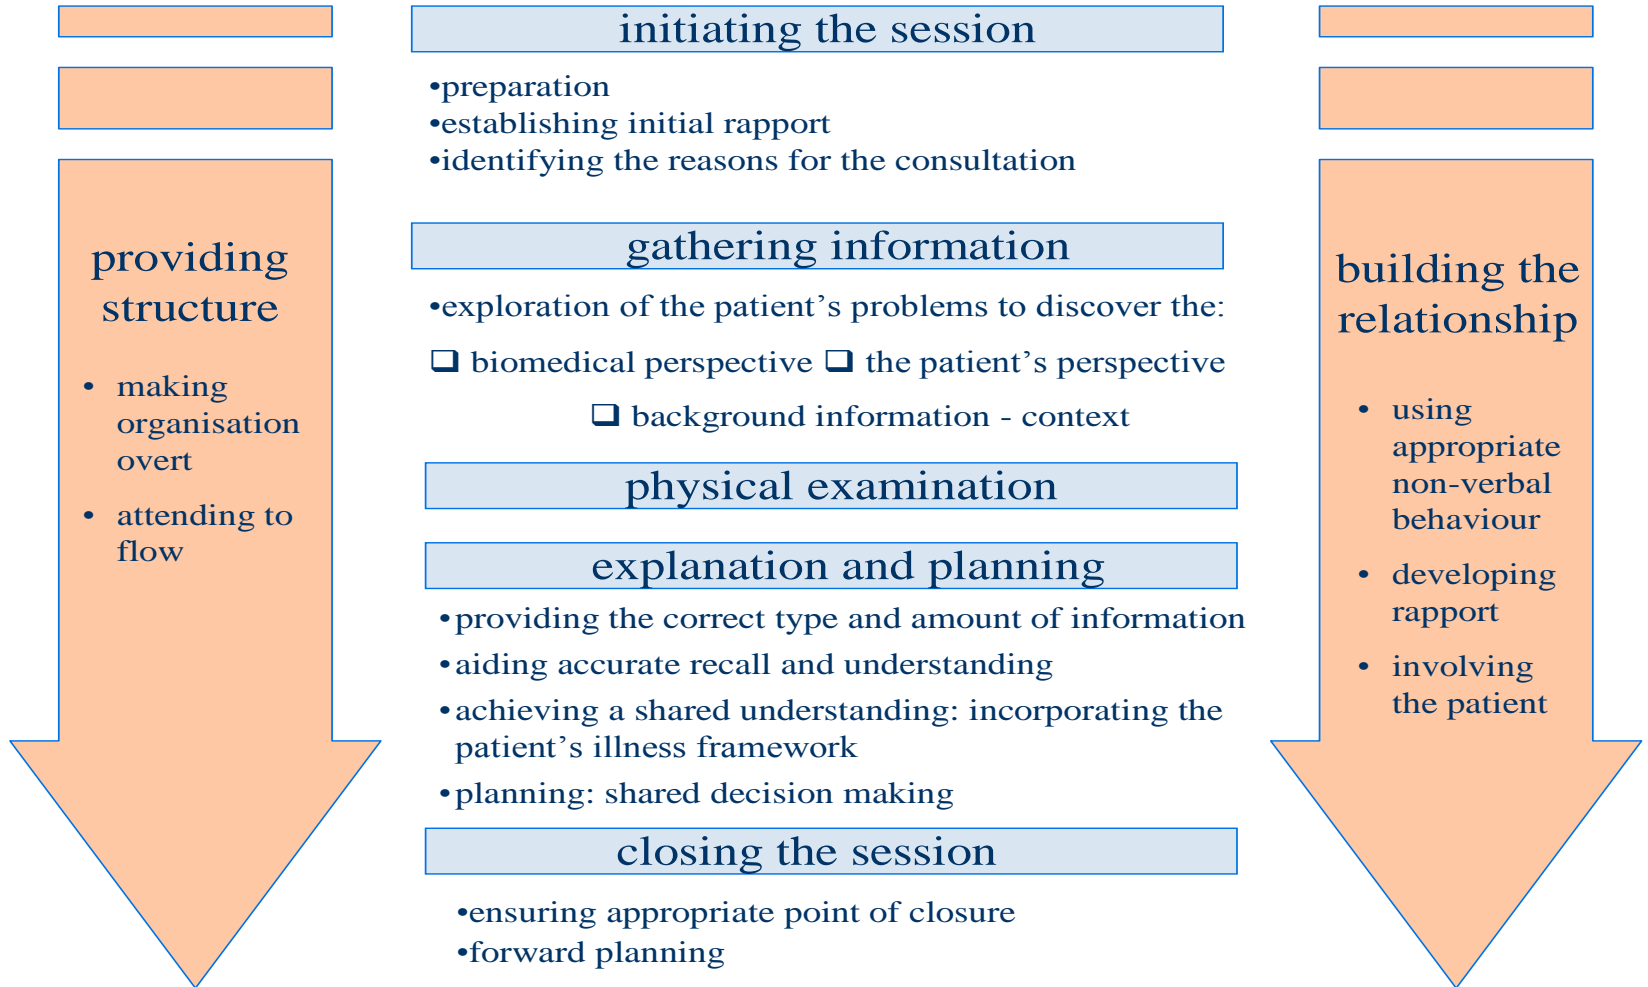 initiating the session
•preparation
•establishing initial rapport
•identifying the reasons for the consultation
providing
structure
• making
organisation
overt
• attending to
flow
gathering information
•exploration of the patient’s problems to discover the:
❑ biomedical perspective ❑ the patient’s perspective
❑ background information - context
physical examination
explanation and planning
•providing the correct type and amount of information
•aiding accurate recall and understanding
•achieving a shared understanding: incorporating the
patient’s illness framework
•planning: shared decision making
closing the session
•ensuring appropriate point of closure
•forward planning
building the
relationship
• using
appropriate
non-verbal
behaviour
• developing
rapport
• involving
the patient